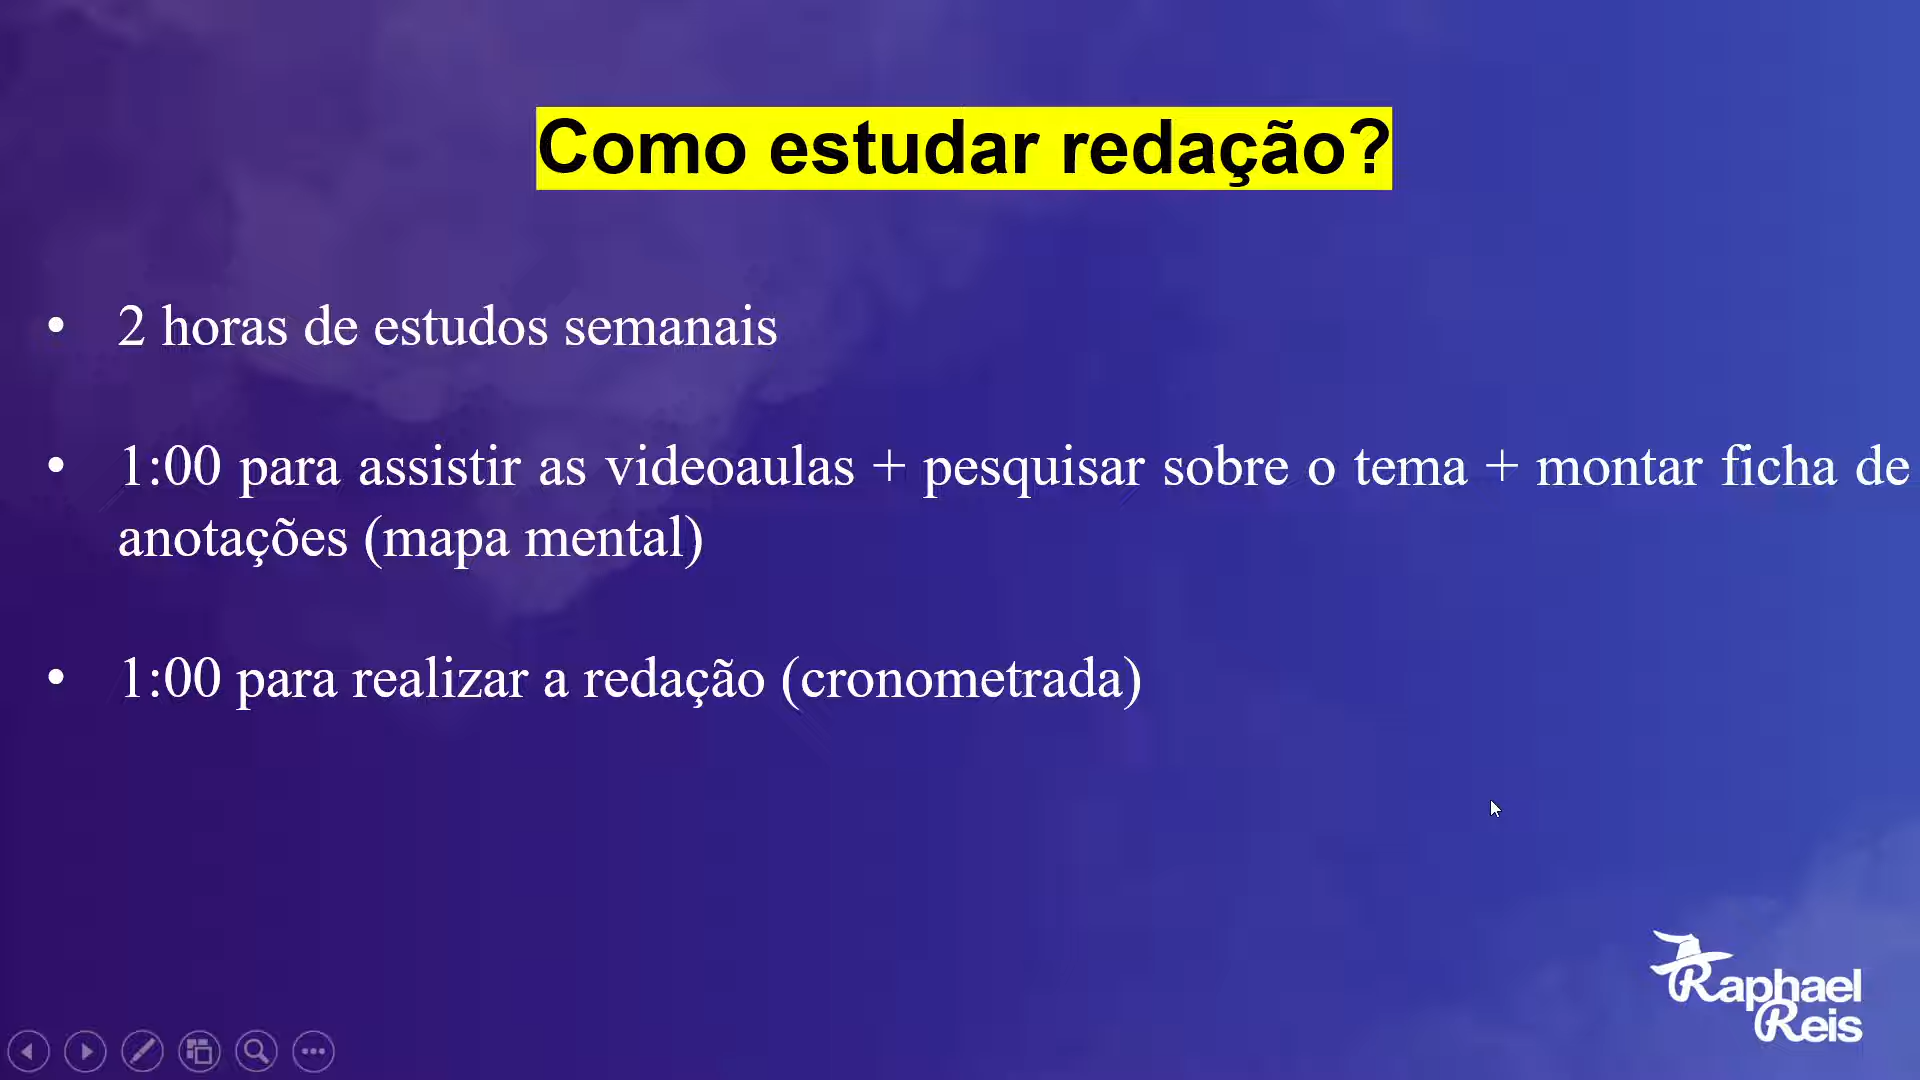 Como estudar redação?
• 2 horas de estudos semanais
• 1:00 para assistir as videoaulas + pesquisar sobre o tema + montar ficha de
anotações (mapa mental)
• 1:00 para realizar a redação (cronometrada)
Raphael
Reis